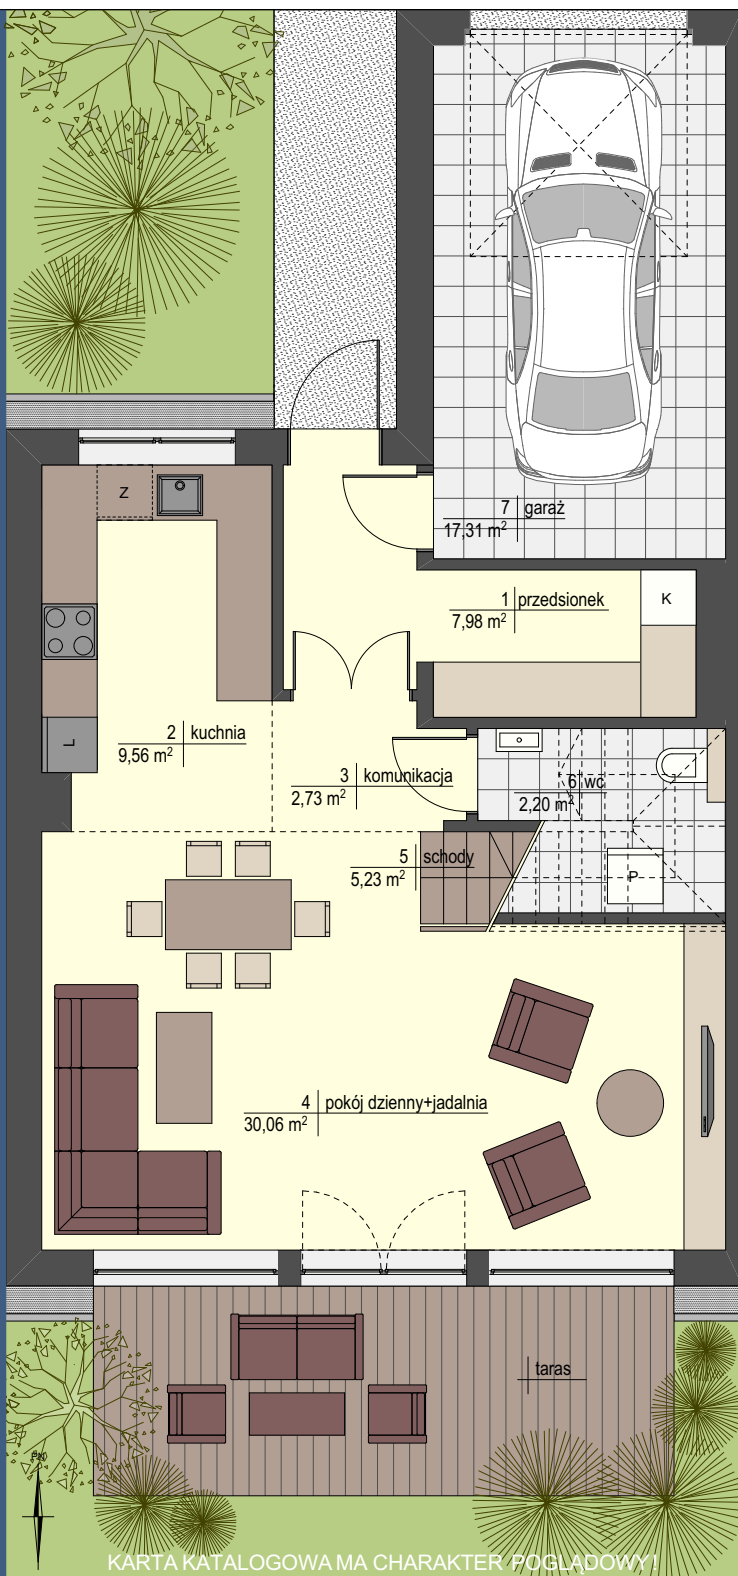 Z
7 garaż
17,31 m²
1 przedsionek
7,98 m²
K
L
2 kuchnia
9,56 m²
3 komunikacja
2,73 m²
6 wc
2,20 m²
5 schody
5,23 m²
P
4 pokój dzienny+jadalnia
30,06 m²
taras
PN
KARTA KATALOGOWA MA CHARAKTER POGLĄDOWY!